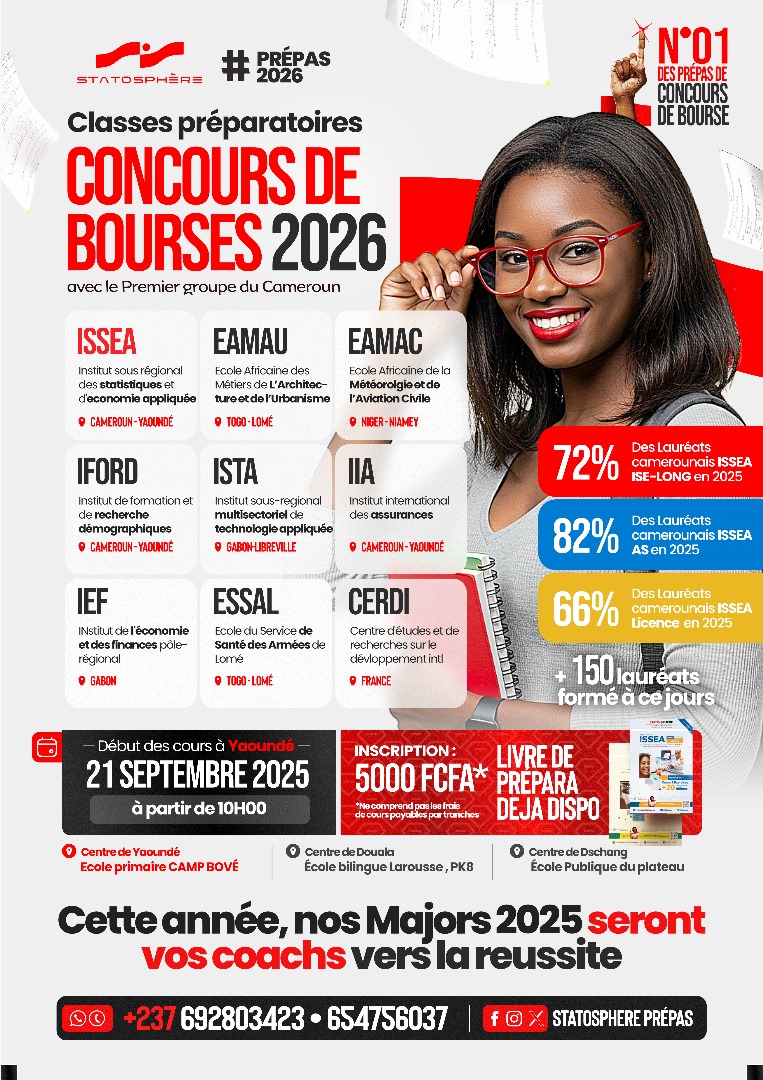 STATOSPHÈRE
# PRÉPAS
2026
N°01
DES PRÉPAS DE
CONCOURS
DE BOURSE
Classes préparatoires
CONCOURS DE
BOURSES 2026
avec le Premier groupe du Cameroun
ISSEA
Institut sous régional
des statistiques et
d'economie appliquée
CAMEROUN - YAOUNDÉ
EAMAU
Ecole Africaine des
Métiers de L'Architec-
ture et de l'Urbanisme
TOGO - LOMÉ
EAMAC
Ecole Africaine de la
Météorolgie et de
l'Aviation Civile
NIGER - NIAMEY
IFORD
Institut de formation et
de recherche
démographiques
CAMEROUN - YAOUNDÉ
ISTA
Institut sous-regional
multisectoriel de
technologie appliquée
GABON-LIBREVILLE
IIA
Institut international
des assurances
CAMEROUN - YAOUNDÉ
IEF
INstitut de l'économie
et des finances pôle-
régional
GABON
ESSAL
Ecole du Service de
Santé des Armées de
Lomé
TOGO - LOMÉ
CERDI
Centre d'études et de
recherches sur le
dévloppement intl
FRANCE
72%
Des Lauréats
camerounais ISSEA
ISE-LONG en 2025
82%
Des Lauréats
camerounais ISSEA
AS en 2025
66%
Des Lauréats
camerounais ISSEA
Licence en 2025
+ 150 lauréats
formé à ce jours
Début des cours à Yaoundé
21 SEPTEMBRE 2025
à partir de 10H00
INSCRIPTION :
5000 FCFA*
*Ne comprend pas les frais
de cours payables par tranches
LIVRE DE
PRÉPARA
DEJA DISPO
ISSEA
Centre de Yaoundé
Ecole primaire CAMP BOVÉ
Centre de Douala
École bilingue Larousse , PK8
Centre de Dschang
École Publique du plateau
Cette année, nos Majors 2025 seront
vos coachs vers la reussite
+237 692803423 • 654756037
STATOSPHERE PRÉPAS